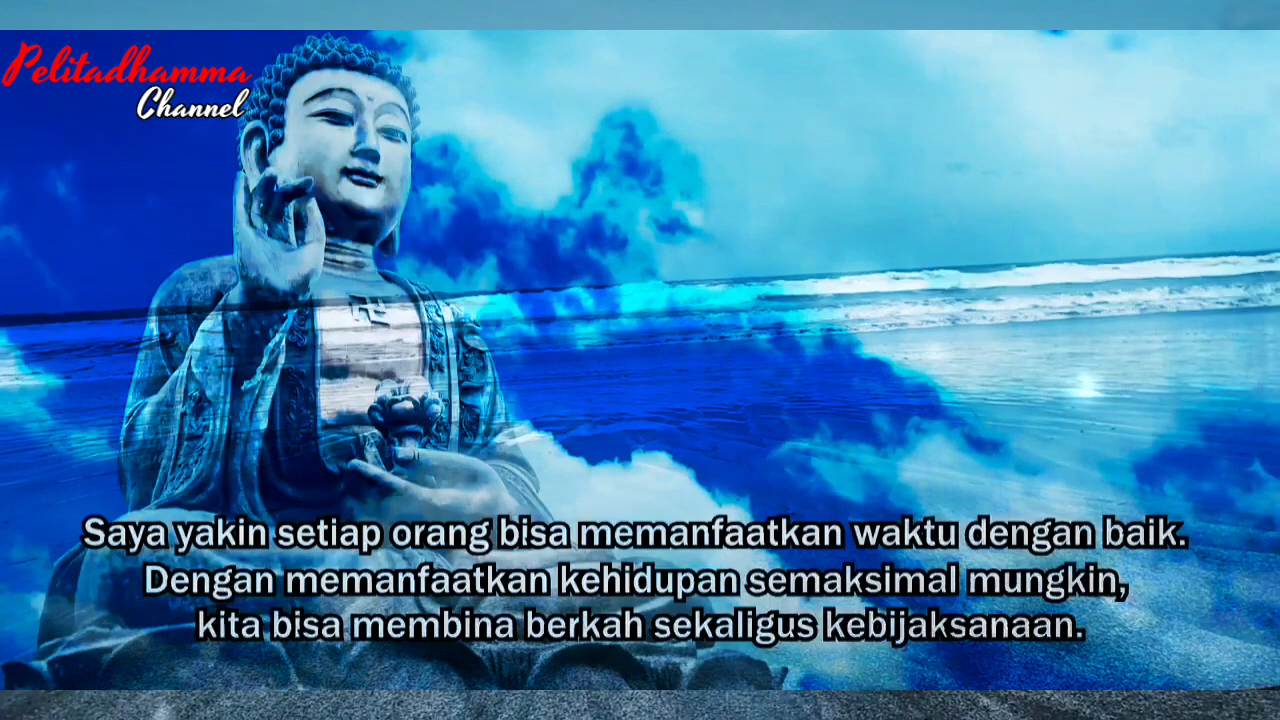 Pelitadhamma
Channel
Saya yakin setiap orang bisa memanfaatkan waktu dengan baik.
Dengan memanfaatkan kehidupan semaksimal mungkin,
kita bisa membina berkah sekaligus kebijaksanaan.